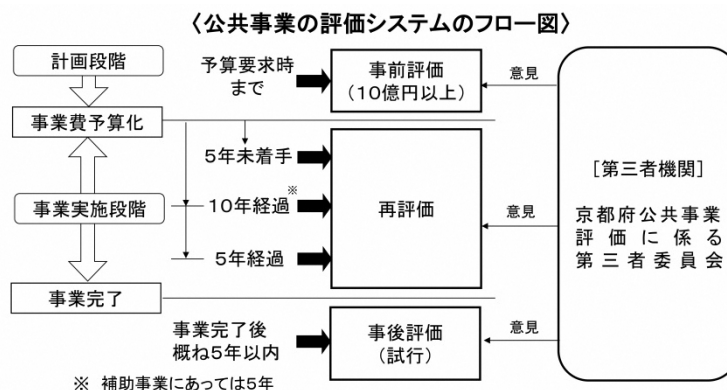 〈公共事業の評価システムのフロー図〉
計画段階
事業費予算化
事業実施段階
事業完了
予算要求時
まで
5年未着手
10年経過
※
5年経過
事業完了後
概ね5年以内
事前評価
(10億円以上)
再評価
事後評価
(試行)
意見
意見
意見
[第三者機関]
京都府公共事業
評価に係る
第三者委員会
※ 補助事業にあっては5年